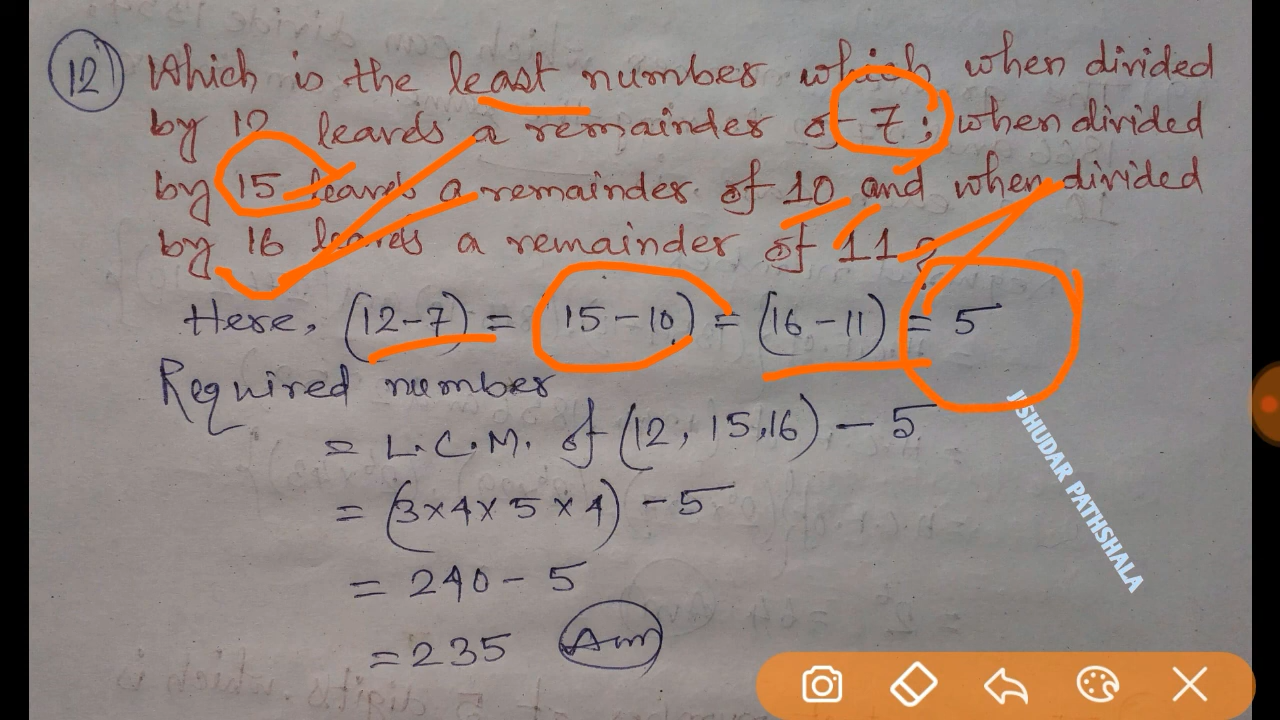 12 Which is the least number which when divided
by 12 leaves a remainder of 7; when divided
by 15 leaves a remainder of 10 and when divided
by 16 leaves a remainder of 11?
Here, (12-7) = (15-10) = (16-11) = 5
Required number
= L.C.M. of (12, 15,16) - 5
= (3×4×5×4) - 5
= 240 - 5
= 235 Ans
JISHUDAR PATHSHALA